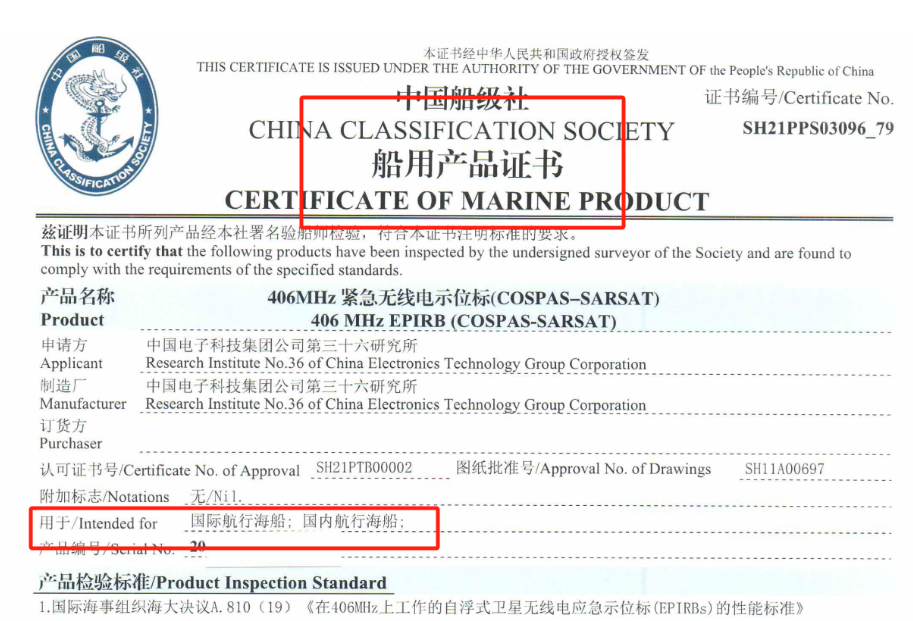 中国船级社
CHINA CLASSIFICATION SOCIETY
本证书经中华人民共和国政府授权签发
THIS CERTIFICATE IS ISSUED UNDER THE AUTHORITY OF THE GOVERNMENT OF the People's Republic of China
中国船级社
证书编号/Certificate No.
CHINA CLASSIFICATION SOCIETY
SH21PPS03096_79
船用产品证书
CERTIFICATE OF MARINE PRODUCT
兹证明本证书所列产品经本社署名验船师检验，符合本证书注明标准的要求。
This is to certify that the following products have been inspected by the undersigned surveyor of the Society and are found to
comply with the requirements of the specified standards.
产品名称 406MHz 紧急无线电示位标(COSPAS–SARSAT)
Product 406 MHz EPIRB (COSPAS-SARSAT)
申请方 中国电子科技集团公司第三十六研究所
Applicant Research Institute No.36 of China Electronics Technology Group Corporation
制造厂 中国电子科技集团公司第三十六研究所
Manufacturer Research Institute No.36 of China Electronics Technology Group Corporation
订货方
Purchaser
认可证书号/Certificate No. of Approval SH21PTB00002 图纸批准号/Approval No. of Drawings SH11A00697
附加标志/Notations 无/Nil.
用于/Intended for 国际航行海船; 国内航行海船;
产品编号/Serial No. 20
产品检验标准/Product Inspection Standard
1.国际海事组织海大决议A.810（19）《在406MHz上工作的自浮式卫星无线电应急示位标(EPIRBs)的性能标准》